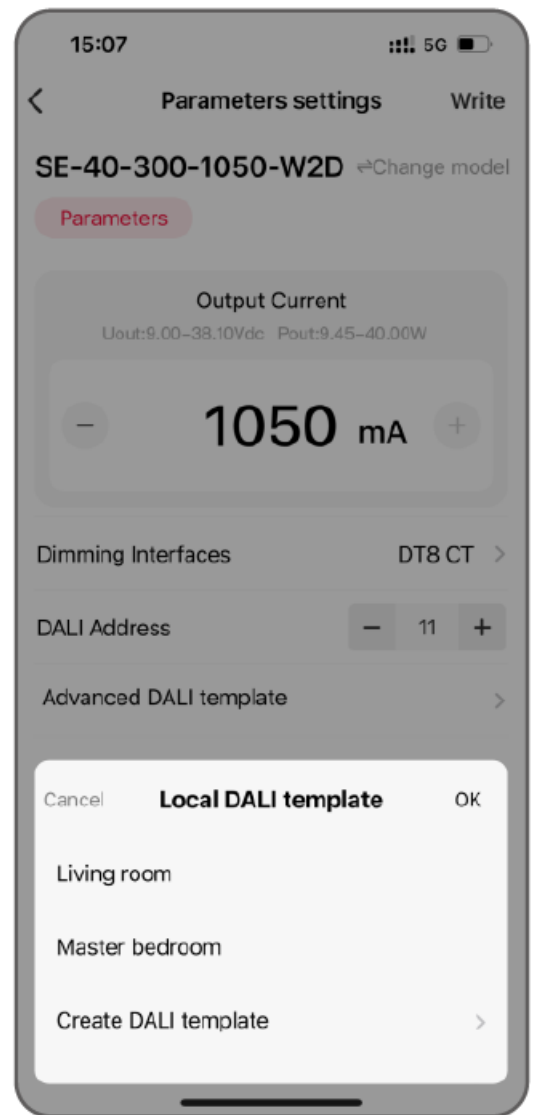 15:07 5G
Parameters settings Write
SE-40-300-1050-W2D ⇌Change model
Parameters
Output Current
Uout:9.00–38.10Vdc Pout:9.45–40.00W
− 1050 mA +
Dimming Interfaces DT8 CT >
DALI Address − 11 +
Advanced DALI template >
Cancel Local DALI template OK
Living room
Master bedroom
Create DALI template >